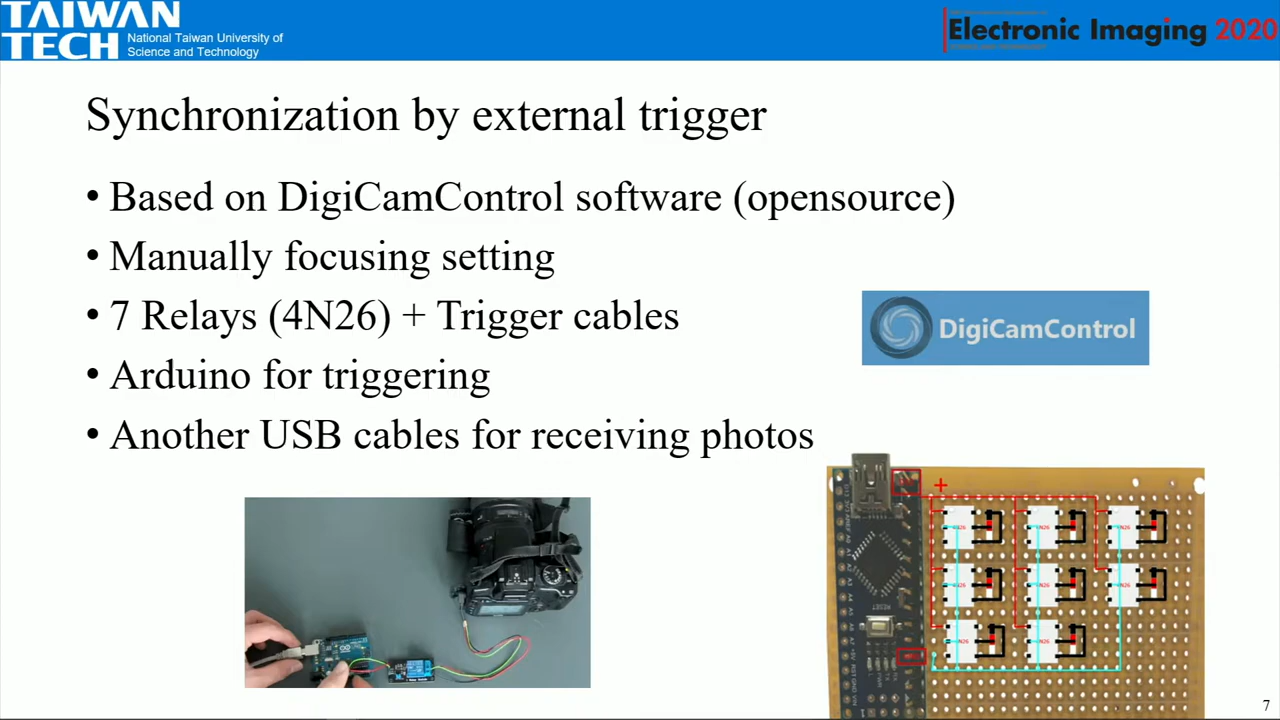 TAIWAN
TECH
National Taiwan University of
Science and Technology
Electronic Imaging 2020
Synchronization by external trigger
• Based on DigiCamControl software (opensource)
• Manually focusing setting
• 7 Relays (4N26) + Trigger cables
• Arduino for triggering
• Another USB cables for receiving photos
DigiCamControl
+
RESET
7